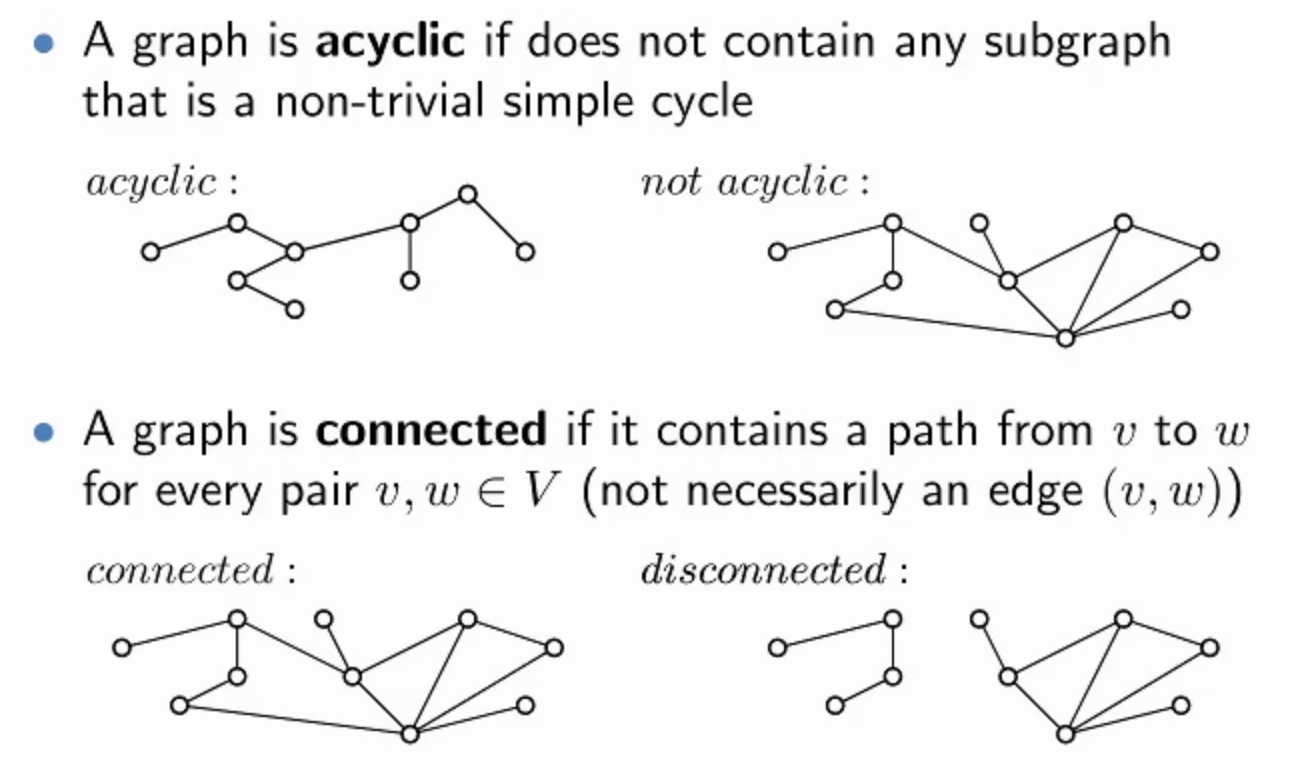 • A graph is acyclic if does not contain any subgraph
that is a non-trivial simple cycle
acyclic :
not acyclic :
• A graph is connected if it contains a path from v to w
for every pair v, w ∈ V (not necessarily an edge (v, w))
connected :
disconnected :